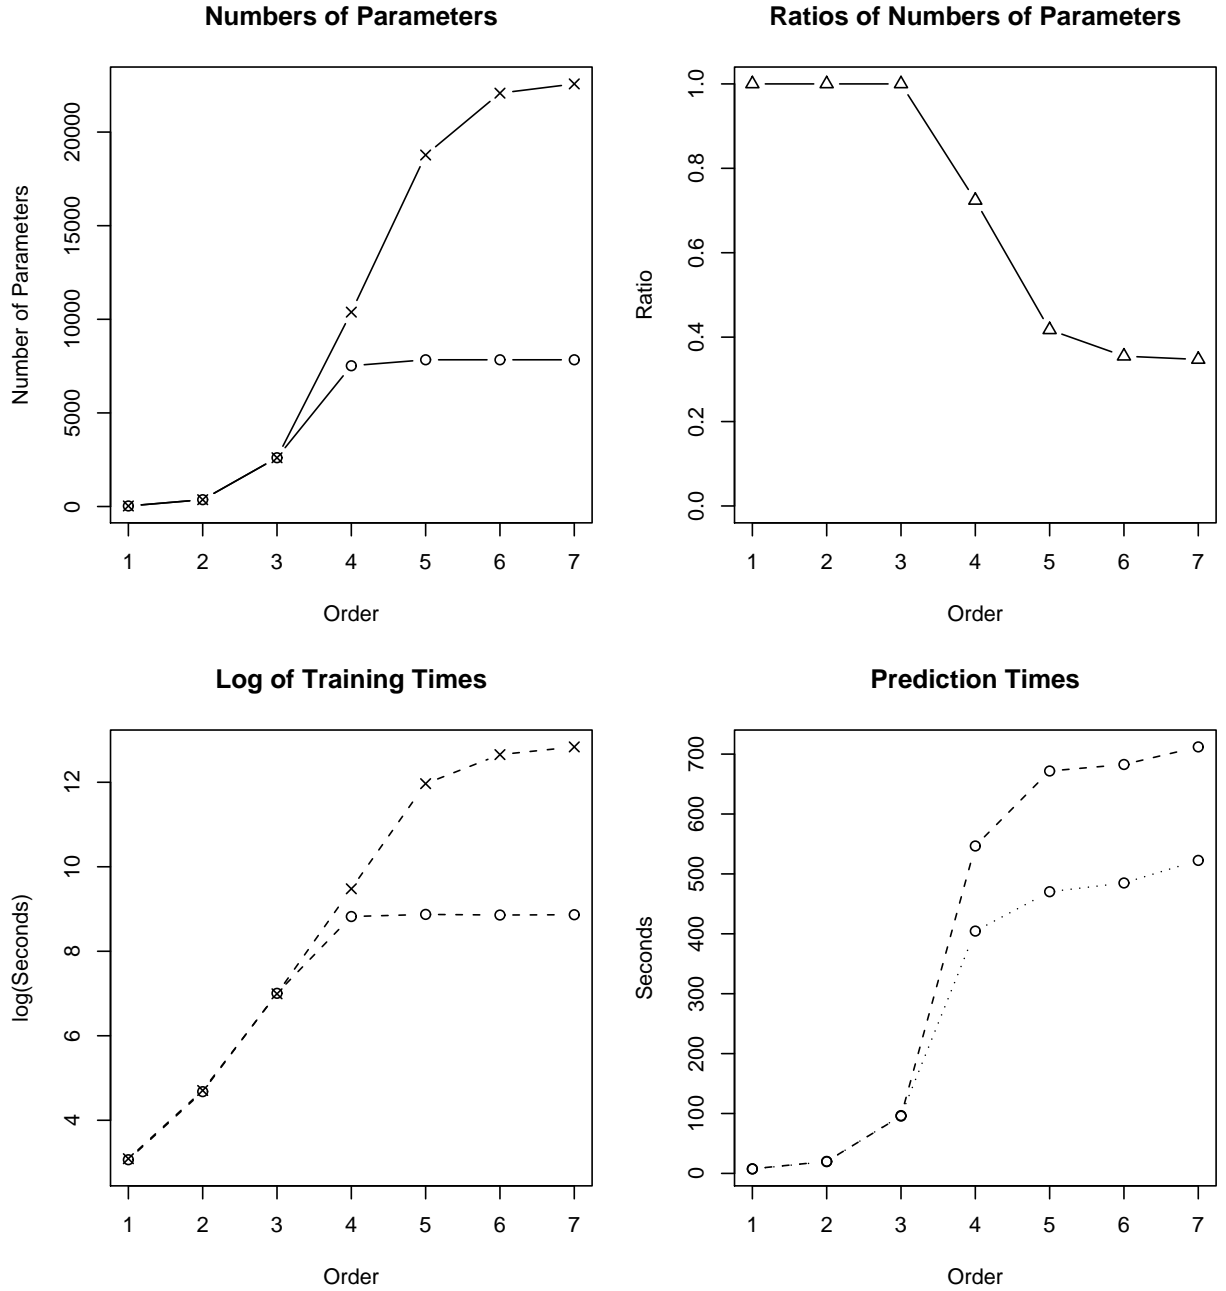 Numbers of Parameters
Number of Parameters
20000
15000
10000
5000
0
1 2 3 4 5 6 7
Order
Ratios of Numbers of Parameters
Ratio
1.0
0.8
0.6
0.4
0.2
0.0
1 2 3 4 5 6 7
Order
Log of Training Times
log(Seconds)
12
10
8
6
4
1 2 3 4 5 6 7
Order
Prediction Times
Seconds
700
600
500
400
300
200
100
0
1 2 3 4 5 6 7
Order